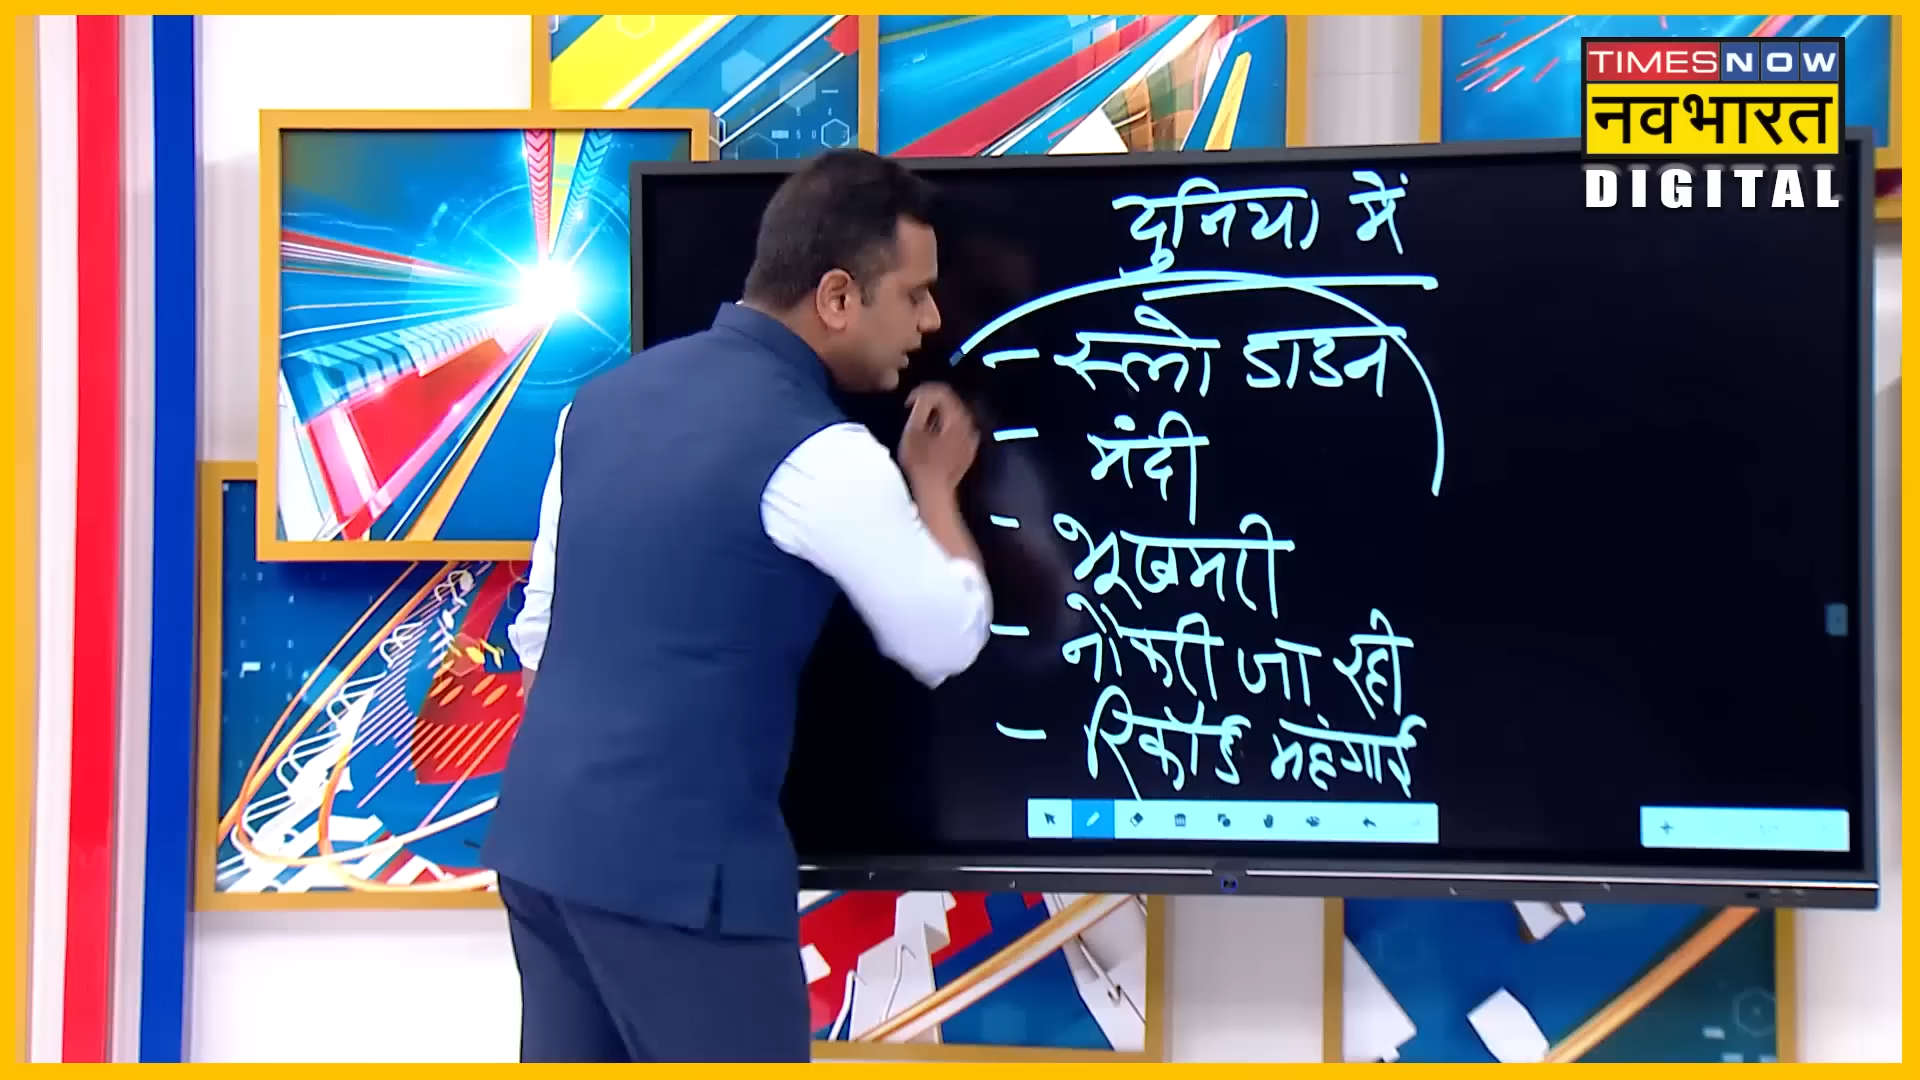 TIMES NOW
नवभारत
DIGITAL
दुनिया में
- स्लो डाउन
- मंदी
- भूखमरी
- नौकरी जा रही
- रिकॉर्ड महंगाई